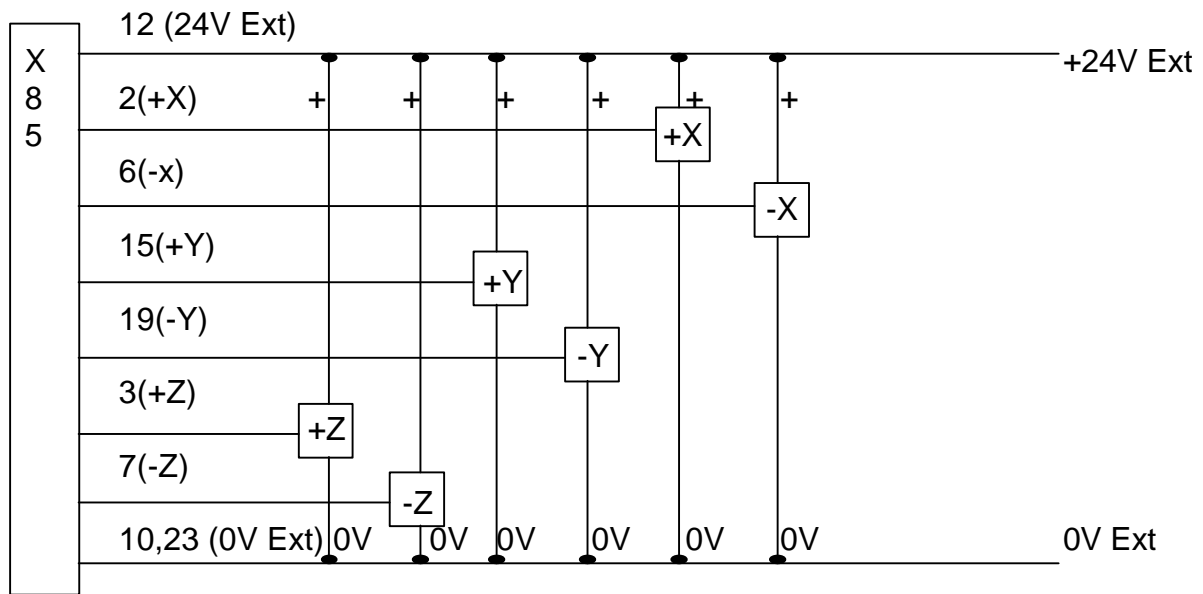 X
8
5
12 (24V Ext)
+24V Ext
2(+X)
+ + + + + +
+X
6(-x)
-X
15(+Y)
+Y
19(-Y)
-Y
3(+Z)
+Z
7(-Z)
-Z
10,23 (0V Ext) 0V 0V 0V 0V 0V 0V 0V Ext